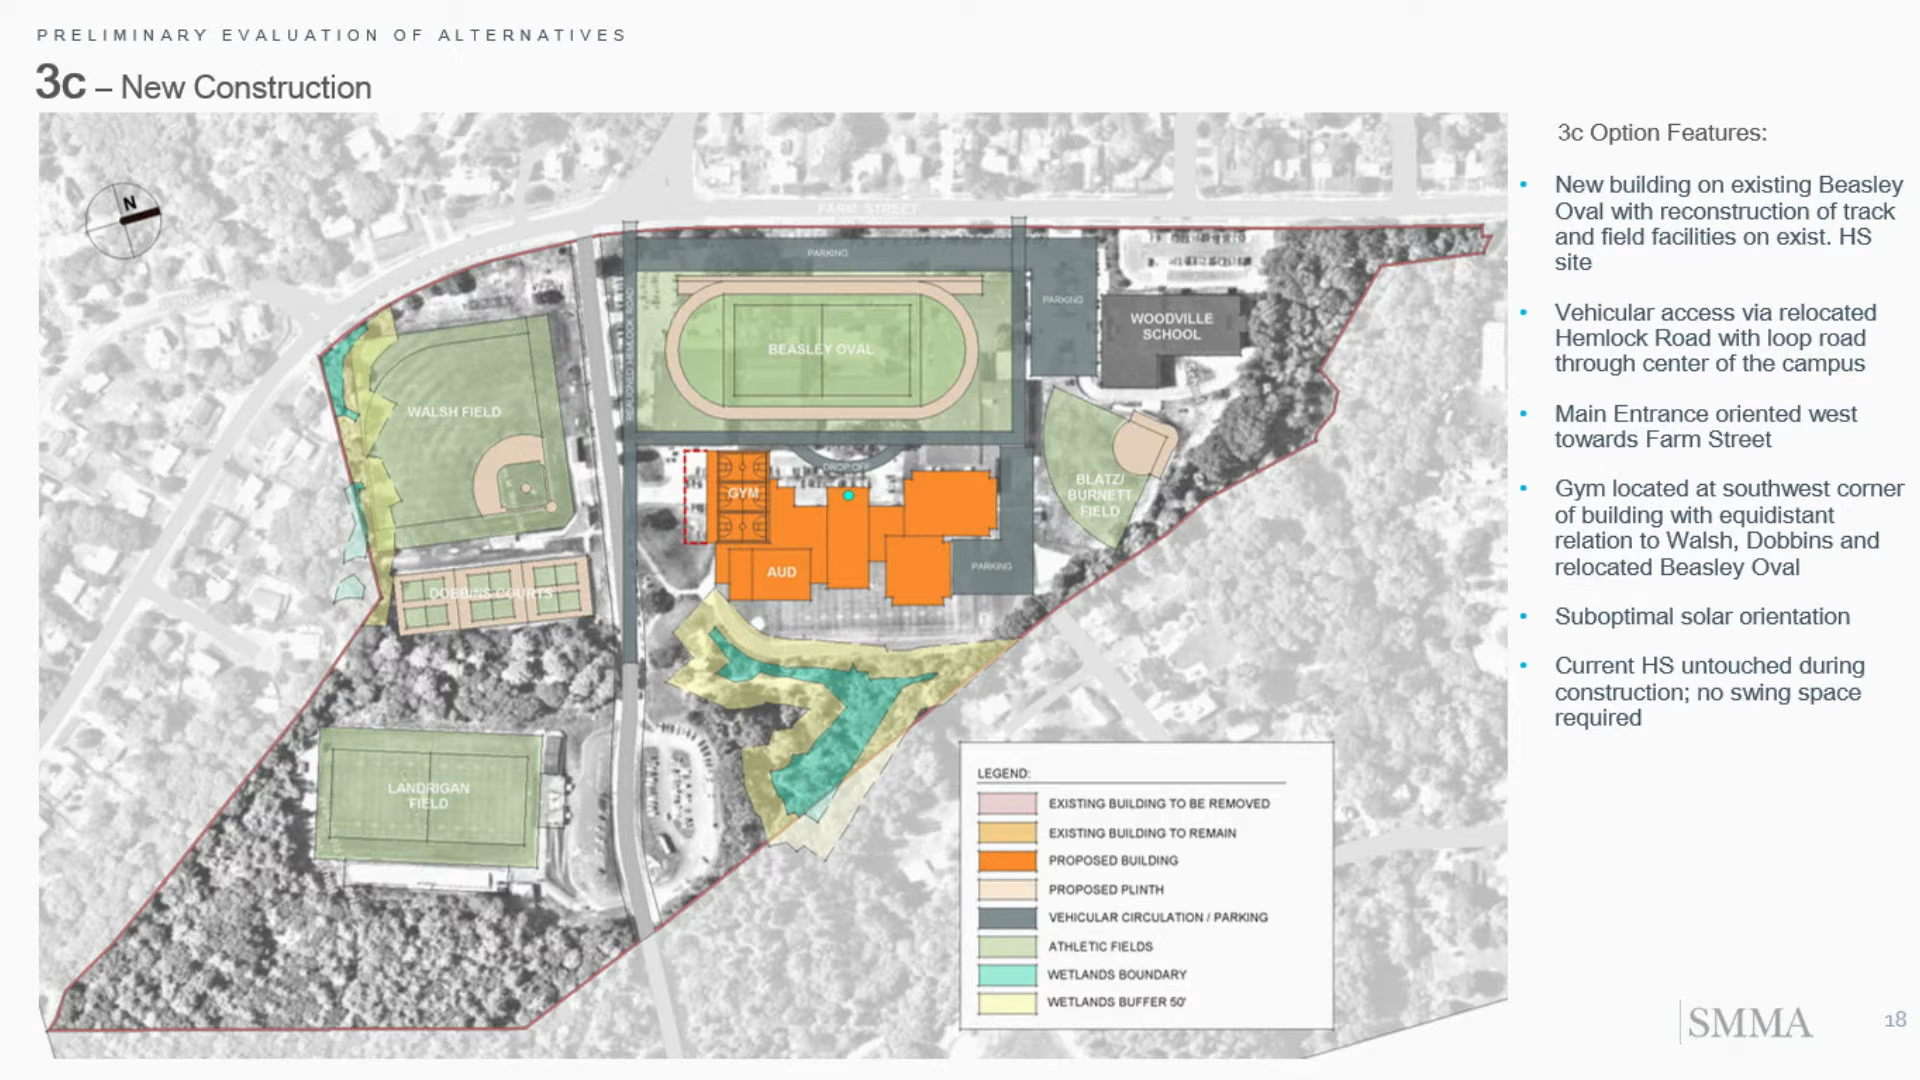 PRELIMINARY EVALUATION OF ALTERNATIVES
3c – New Construction
N
FARM STREET
PARKING
REALIGNED HEMLOCK ROAD
PARKING
WOODVILLE
SCHOOL
BEASLEY OVAL
WALSH FIELD
DROP OFF
GYM
BLATZ/
BURNETT
FIELD
AUD
PARKING
DOBBINS COURTS
LANDRIGAN
FIELD
LEGEND:
EXISTING BUILDING TO BE REMOVED
EXISTING BUILDING TO REMAIN
PROPOSED BUILDING
PROPOSED PLINTH
VEHICULAR CIRCULATION / PARKING
ATHLETIC FIELDS
WETLANDS BOUNDARY
WETLANDS BUFFER 50'
3c Option Features:
• New building on existing Beasley
Oval with reconstruction of track
and field facilities on exist. HS
site
• Vehicular access via relocated
Hemlock Road with loop road
through center of the campus
• Main Entrance oriented west
towards Farm Street
• Gym located at southwest corner
of building with equidistant
relation to Walsh, Dobbins and
relocated Beasley Oval
• Suboptimal solar orientation
• Current HS untouched during
construction; no swing space
required
SMMA
18